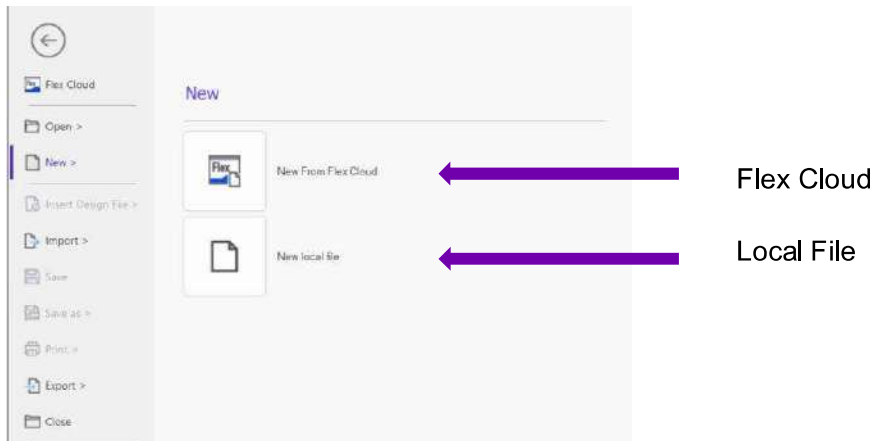 Flex Cloud
Open >
New >
Insert Design File >
Import >
Save
Save as >
Print >
Export >
Close
New
Flex
New From Flex Cloud
New local file
Flex Cloud
Local File